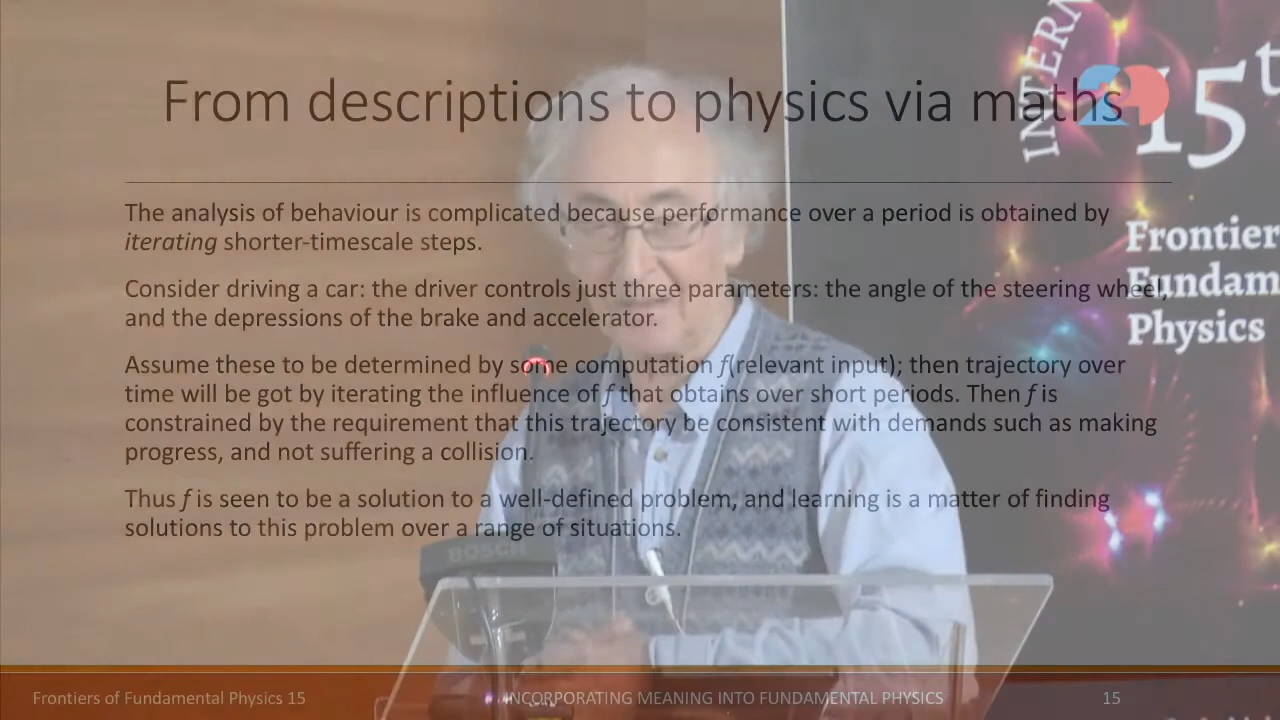 From descriptions to physics via maths
The analysis of behaviour is complicated because performance over a period is obtained by
iterating shorter-timescale steps.
Consider driving a car: the driver controls just three parameters: the angle of the steering wheel,
and the depressions of the brake and accelerator.
Assume these to be determined by some computation f(relevant input); then trajectory over
time will be got by iterating the influence of f that obtains over short periods. Then f is
constrained by the requirement that this trajectory be consistent with demands such as making
progress, and not suffering a collision.
Thus f is seen to be a solution to a well-defined problem, and learning is a matter of finding
solutions to this problem over a range of situations.
INTERN
15t
Frontier
Fundam
Physics
BOSCH
Frontiers of Fundamental Physics 15
INCORPORATING MEANING INTO FUNDAMENTAL PHYSICS
15